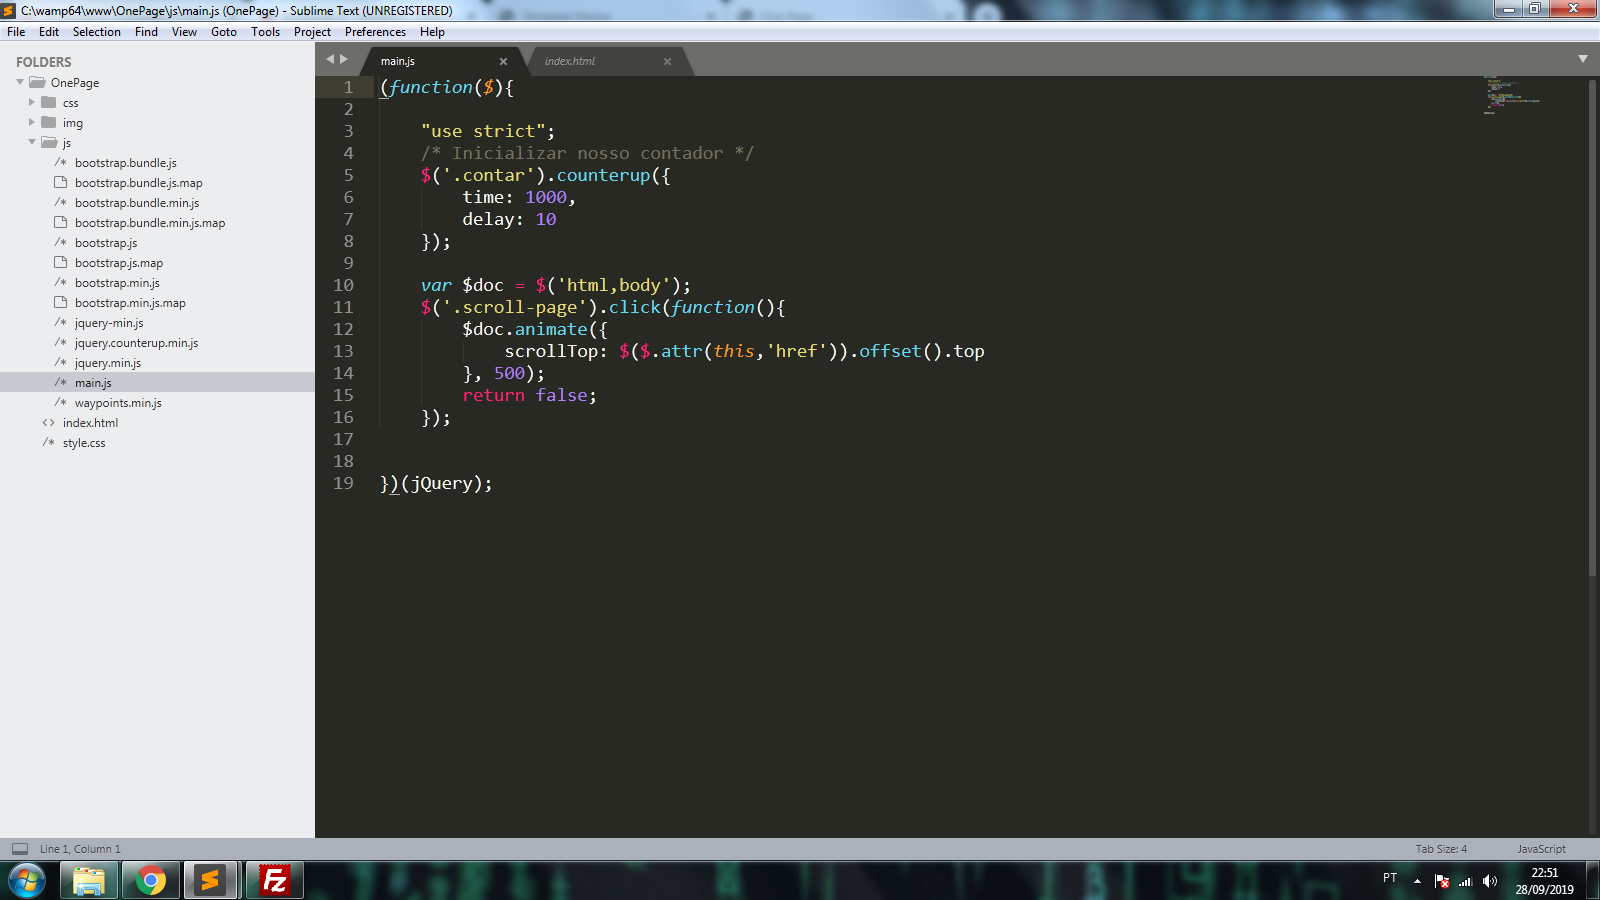 C:\wamp64\www\OnePage\js\main.js (OnePage) - Sublime Text (UNREGISTERED)
File Edit Selection Find View Goto Tools Project Preferences Help
FOLDERS
OnePage
css
img
js
/* bootstrap.bundle.js
bootstrap.bundle.js.map
/* bootstrap.bundle.min.js
bootstrap.bundle.min.js.map
/* bootstrap.js
bootstrap.js.map
/* bootstrap.min.js
bootstrap.min.js.map
/* jquery-min.js
/* jquery.counterup.min.js
/* jquery.min.js
/* main.js
/* waypoints.min.js
<> index.html
/* style.css
main.js index.html
1 (function($){
2
3 "use strict";
4 /* Inicializar nosso contador */
5 $('.contar').counterup({
6 time: 1000,
7 delay: 10
8 });
9
10 var $doc = $('html,body');
11 $('.scroll-page').click(function(){
12 $doc.animate({
13 scrollTop: $($.attr(this,'href')).offset().top
14 }, 500);
15 return false;
16 });
17
18
19 })(jQuery);
Line 1, Column 1
Tab Size: 4 JavaScript
PT
22:51
28/09/2019